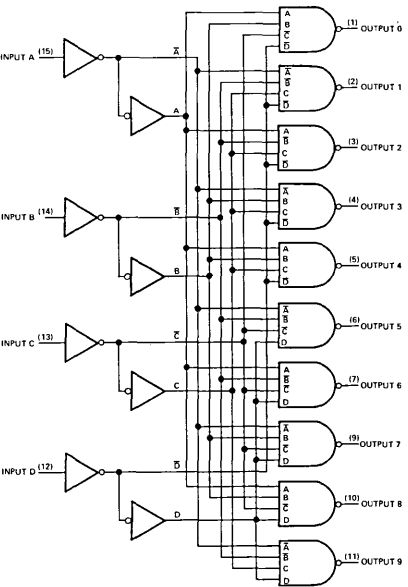 A
B
C̅
D̅
(1) OUTPUT 0
INPUT A (15)
A̅
A
A̅
B̅
C
D̅
(2) OUTPUT 1
A
B̅
C
D̅
(3) OUTPUT 2
INPUT B (14)
B̅
B
A̅
B
C
D̅
(4) OUTPUT 3
A
B
C
D̅
(5) OUTPUT 4
INPUT C (13)
C̅
C
A̅
B̅
C̅
D
(6) OUTPUT 5
A
B̅
C̅
D
(7) OUTPUT 6
INPUT D (12)
D̅
D
A̅
B
C̅
D
(9) OUTPUT 7
A
B
C̅
D
(10) OUTPUT 8
A̅
B̅
C
D
(11) OUTPUT 9